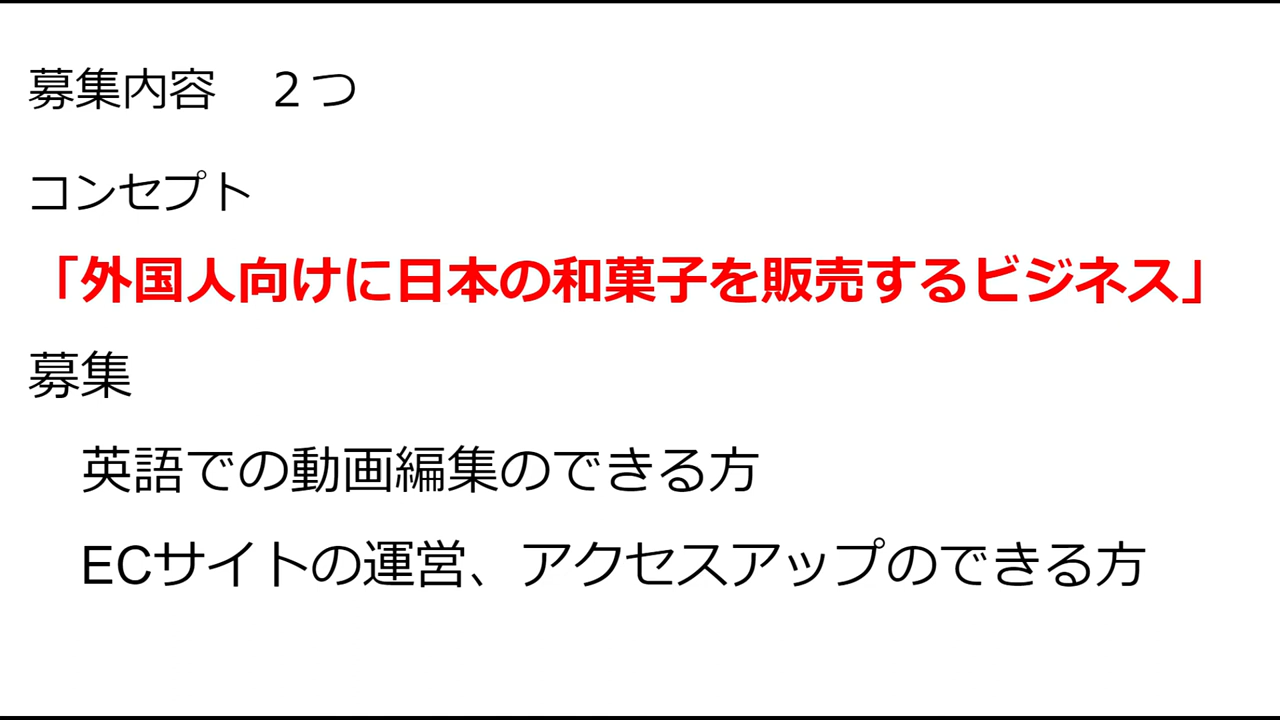 募集内容　２つ
コンセプト
「外国人向けに日本の和菓子を販売するビジネス」
募集
英語での動画編集のできる方
ECサイトの運営、アクセスアップのできる方